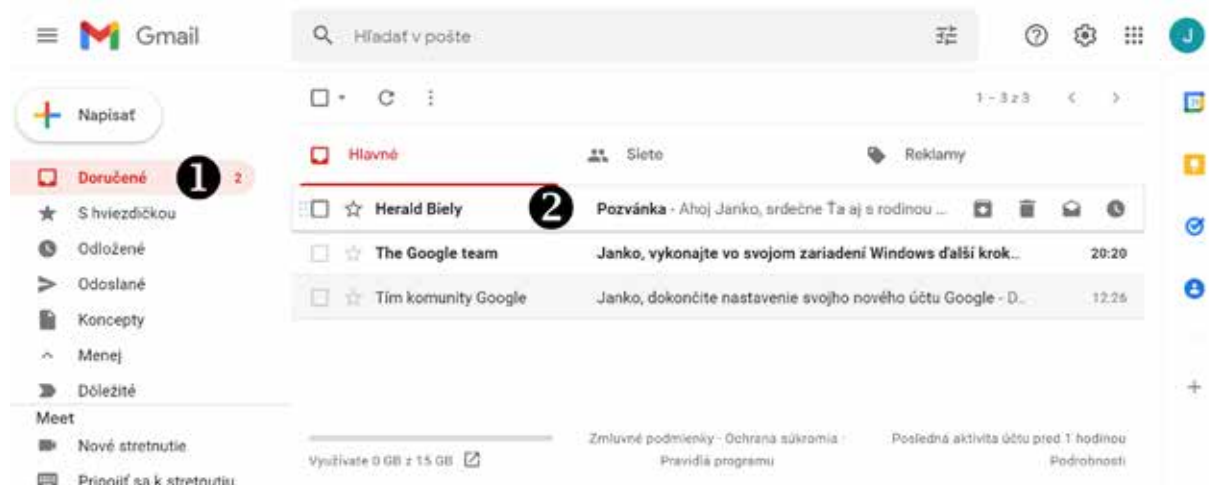 Gmail
Hľadať v pošte
J
Napísať
1 – 3 z 3
Hlavné
Siete
Reklamy
Doručené
1
2
S hviezdičkou
Odložené
Odoslané
Koncepty
Menej
Dôležité
Meet
Nové stretnutie
Pripojiť sa k stretnutiu
Herald Biely
2
Pozvánka - Ahoj Janko, srdečne Ťa aj s rodinou ...
The Google team
Janko, vykonajte vo svojom zariadení Windows ďalší krok...
20:20
Tím komunity Google
Janko, dokončite nastavenie svojho nového účtu Google - D...
12:26
Využívate 0 GB z 15 GB
Zmluvné podmienky · Ochrana súkromia ·
Pravidlá programu
Posledná aktivita účtu pred 1 hodinou
Podrobnosti